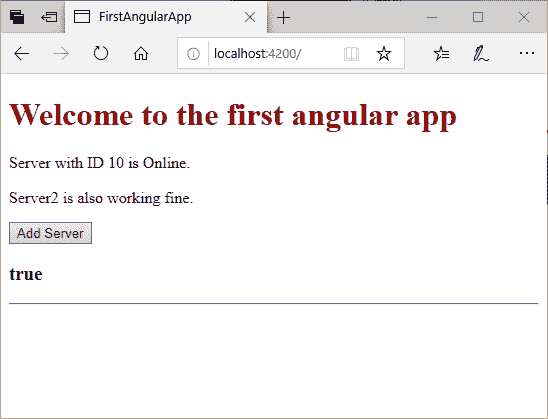 FirstAngularApp
localhost:4200/
Welcome to the first angular app
Server with ID 10 is Online.
Server2 is also working fine.
Add Server
true